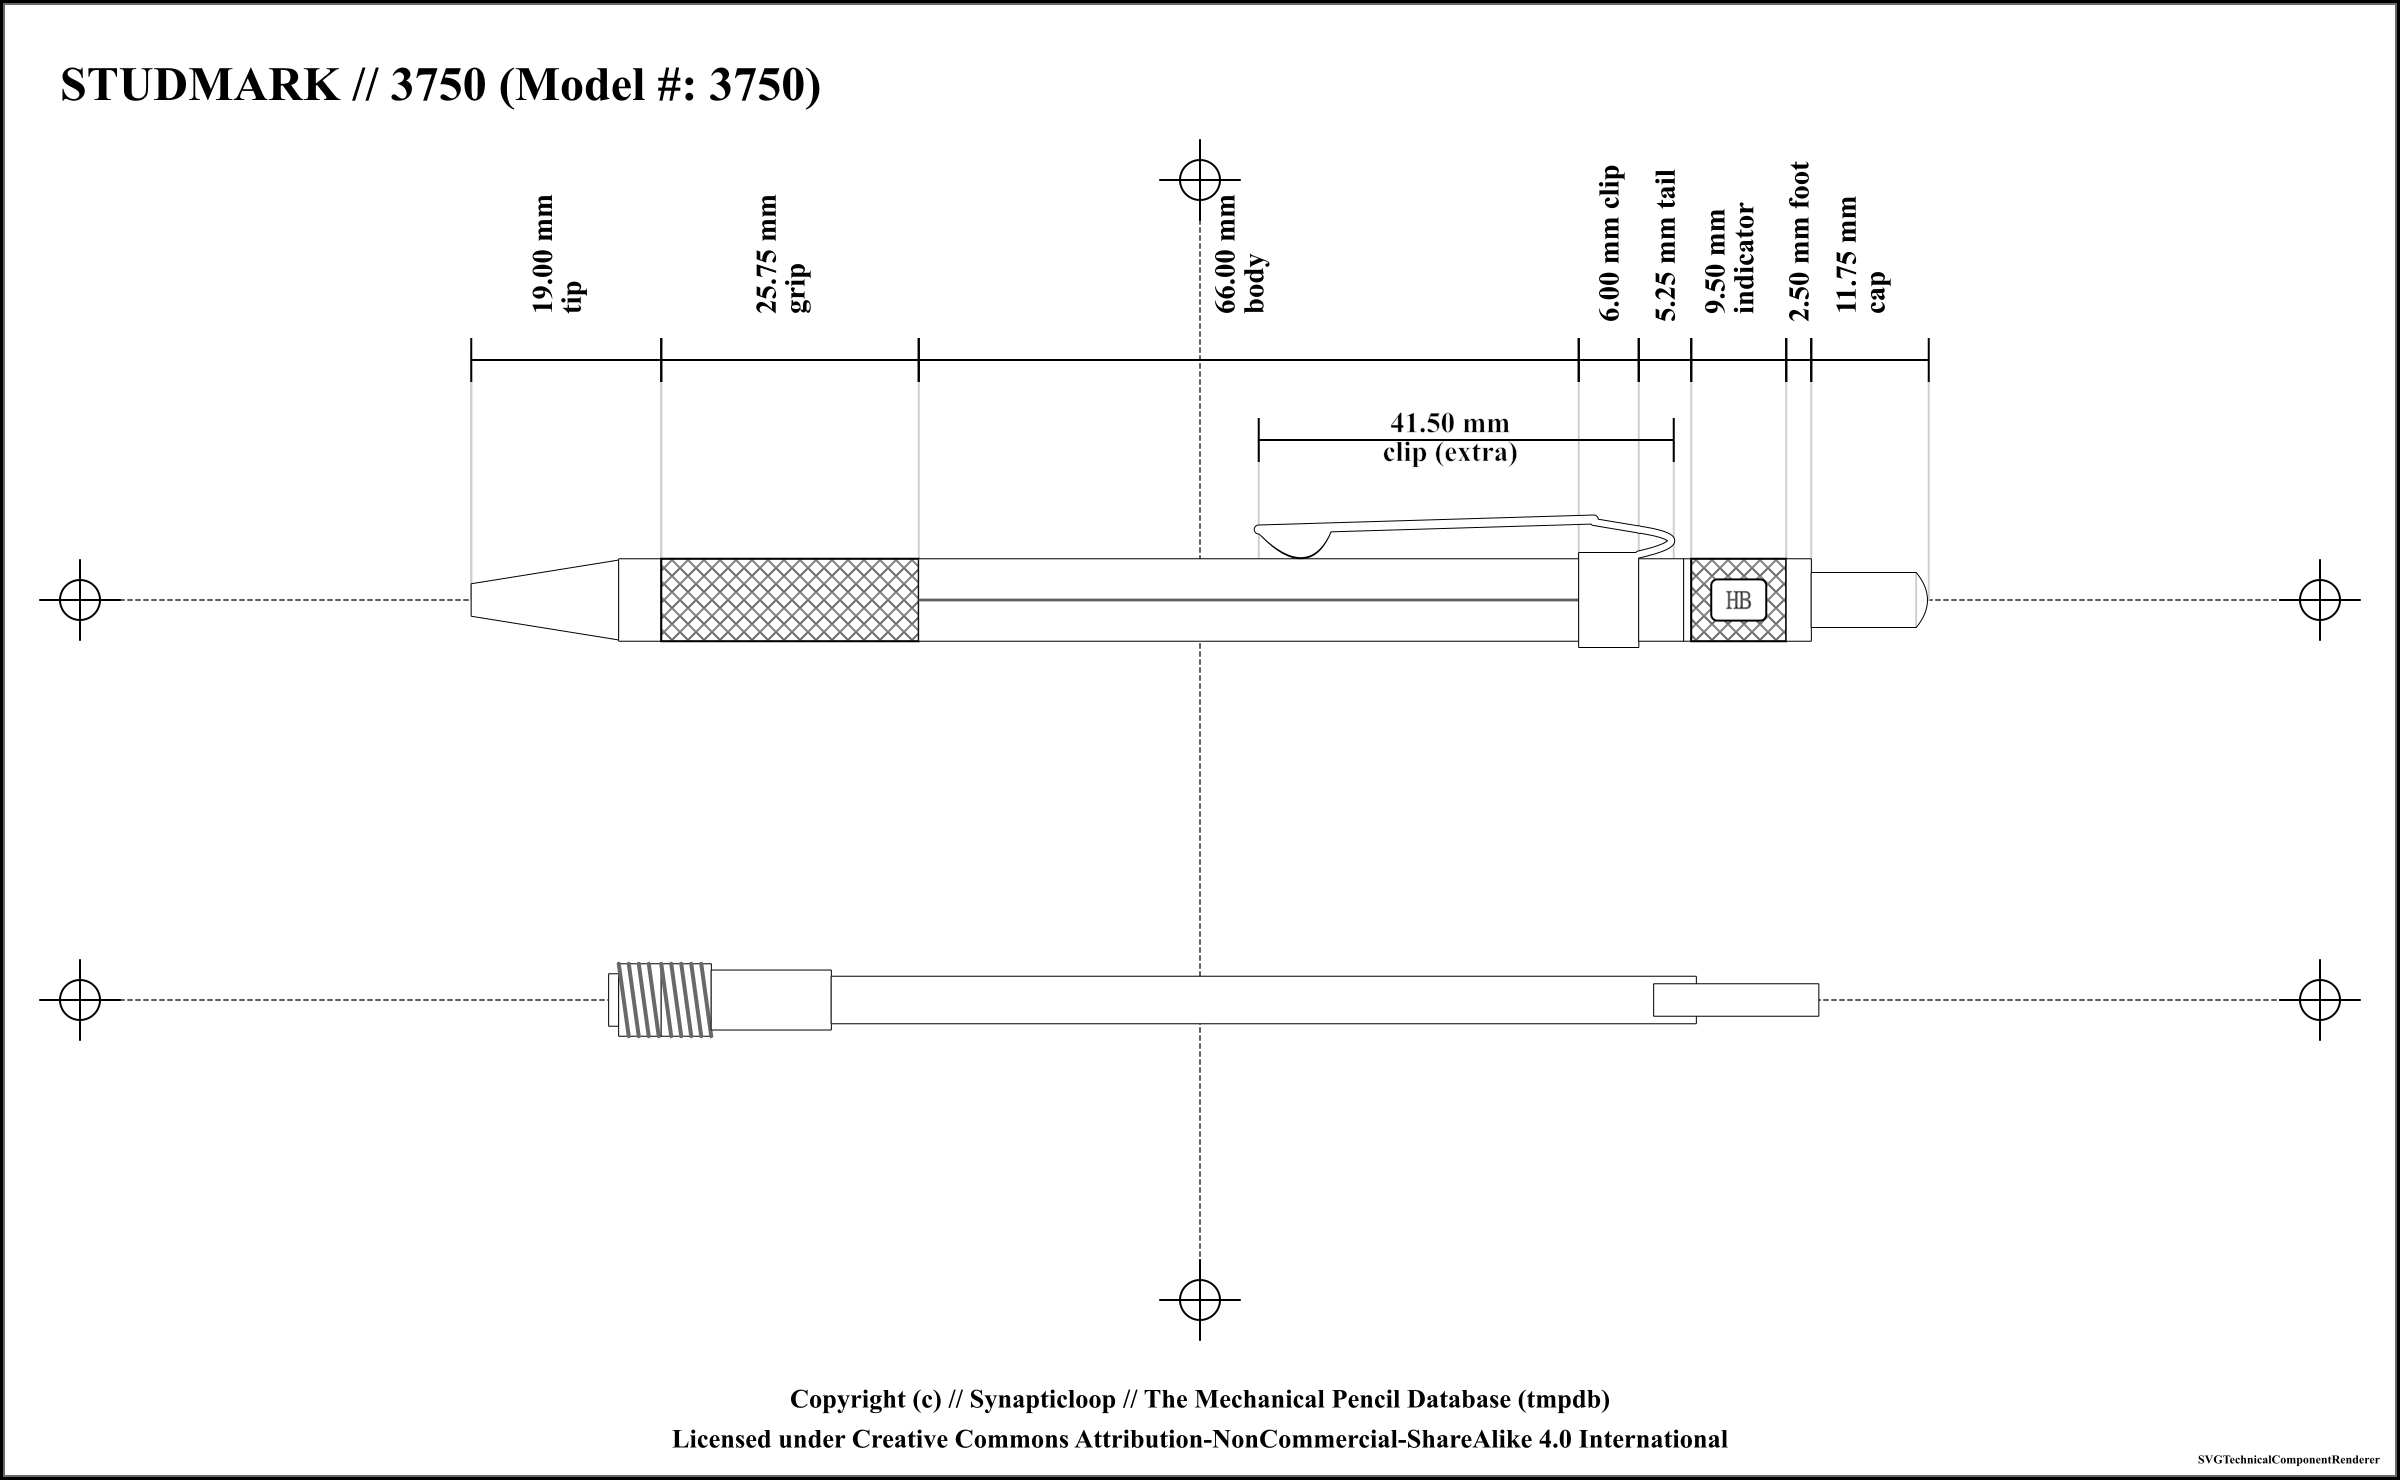 STUDMARK // 3750 (Model #: 3750)
19.00 mm
tip
25.75 mm
grip
66.00 mm
body
6.00 mm clip
5.25 mm tail
9.50 mm
indicator
2.50 mm foot
11.75 mm
cap
41.50 mm
clip (extra)
HB
Copyright (c) // Synapticloop // The Mechanical Pencil Database (tmpdb)
Licensed under Creative Commons Attribution-NonCommercial-ShareAlike 4.0 International
SVGTechnicalComponentRenderer